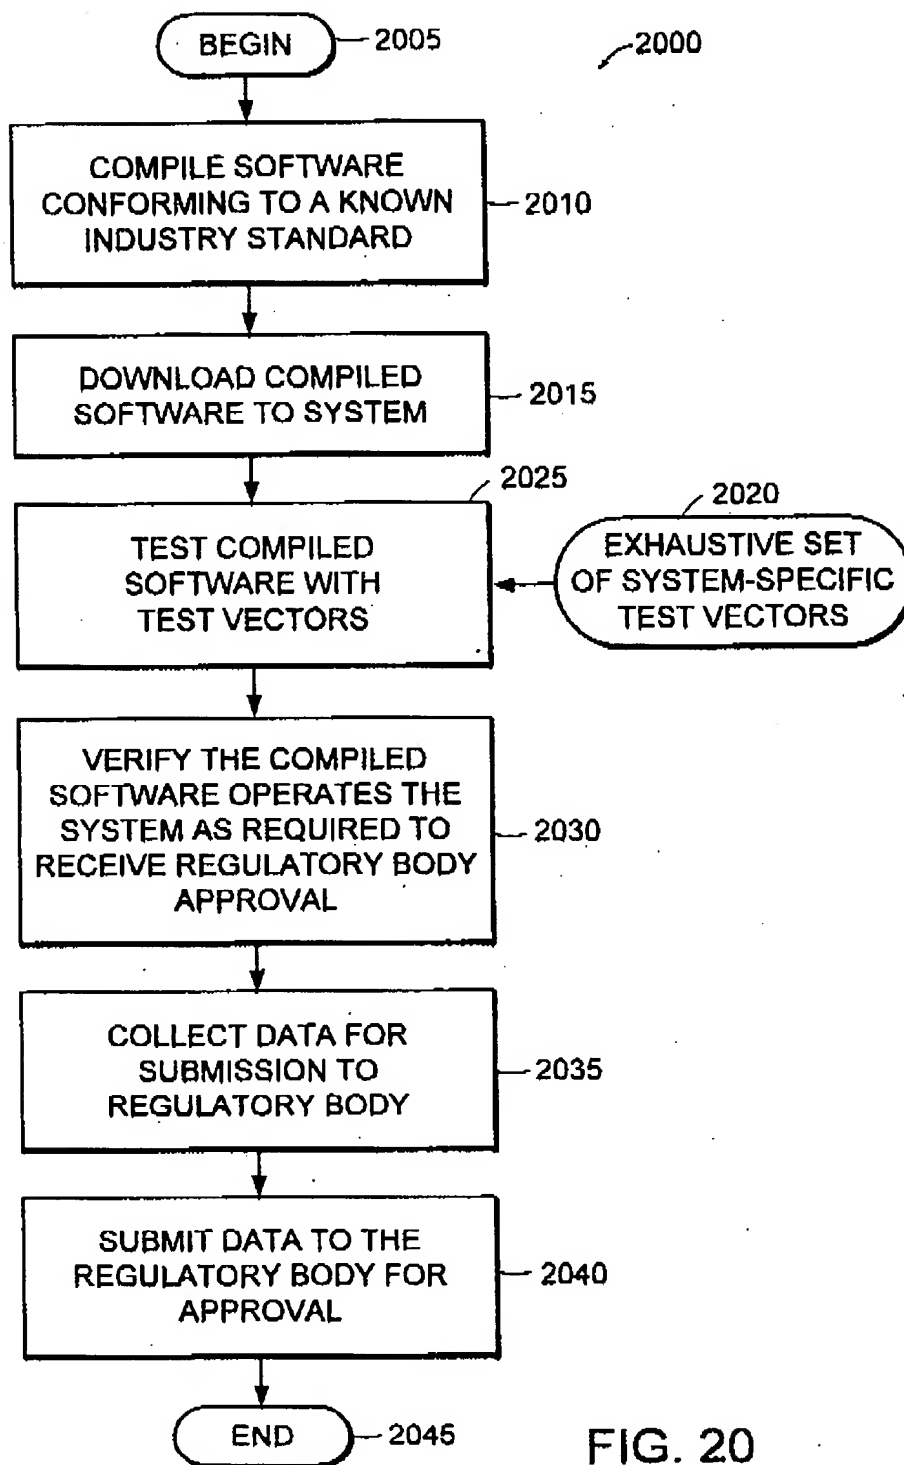 BEGIN
2005
2000
COMPILE SOFTWARE
CONFORMING TO A KNOWN
INDUSTRY STANDARD
2010
DOWNLOAD COMPILED
SOFTWARE TO SYSTEM
2015
2025
TEST COMPILED
SOFTWARE WITH
TEST VECTORS
2020
EXHAUSTIVE SET
OF SYSTEM-SPECIFIC
TEST VECTORS
VERIFY THE COMPILED
SOFTWARE OPERATES THE
SYSTEM AS REQUIRED TO
RECEIVE REGULATORY BODY
APPROVAL
2030
COLLECT DATA FOR
SUBMISSION TO
REGULATORY BODY
2035
SUBMIT DATA TO THE
REGULATORY BODY FOR
APPROVAL
2040
END
2045
FIG. 20